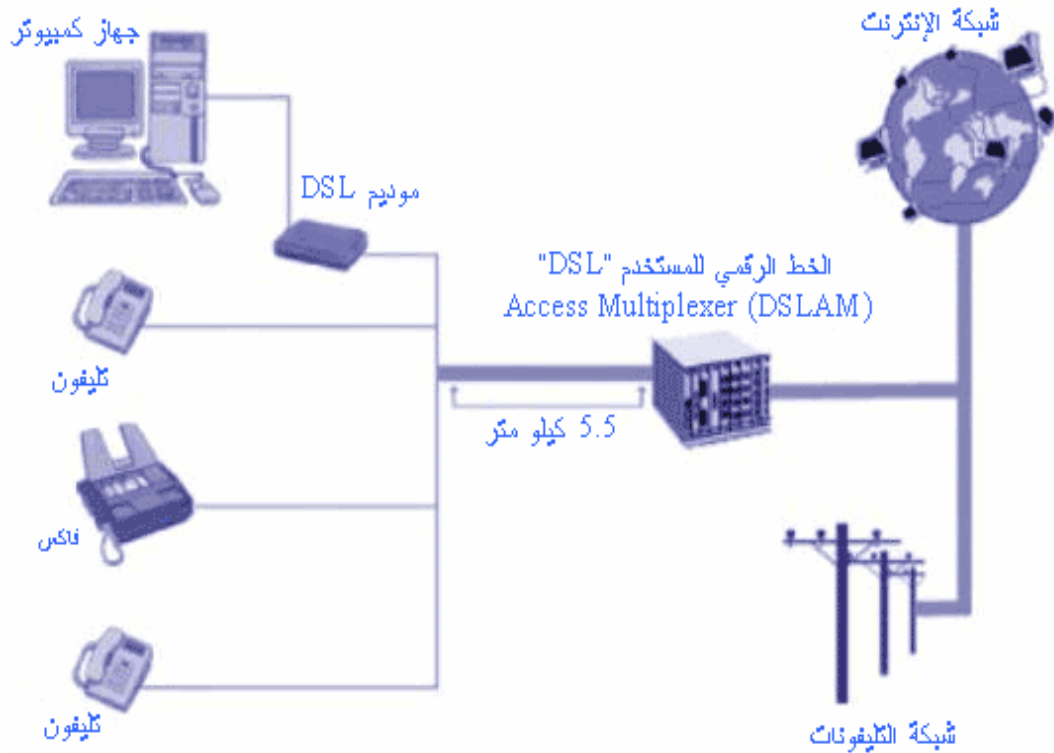 جهاز كمبيوتر
شبكة الإنترنت
موديم DSL
الخط الرقمي للمستخدم "DSL"
Access Multiplexer (DSLAM)
تليفون
5.5 كيلو متر
فاكس
تليفون
شبكة التليفونات